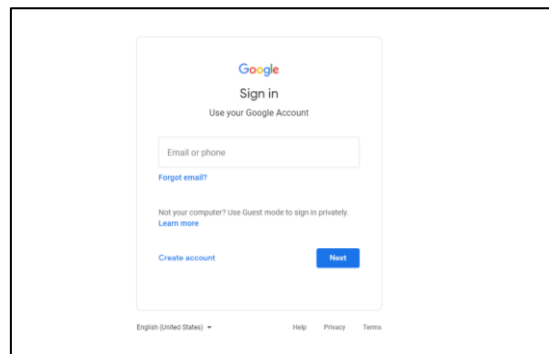 Google
Sign in
Use your Google Account
Email or phone
Forgot email?
Not your computer? Use Guest mode to sign in privately.
Learn more
Create account Next
English (United States) Help Privacy Terms